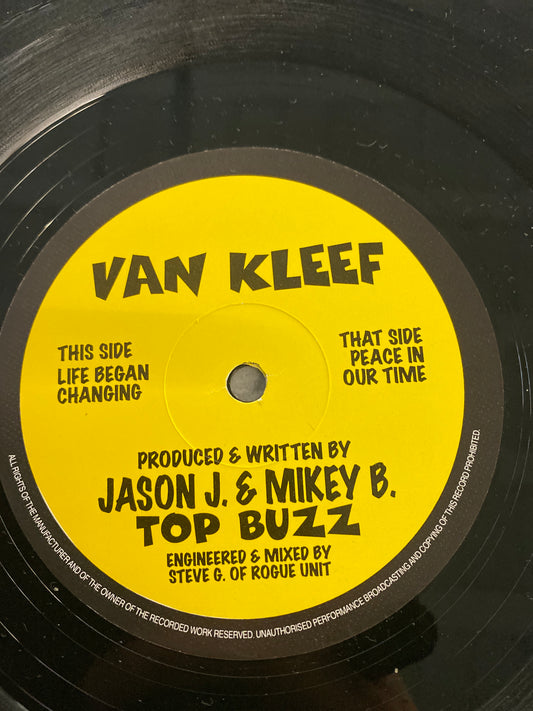 VAN KLEEF
THIS SIDE
LIFE BEGAN
CHANGING
THAT SIDE
PEACE IN
OUR TIME
PRODUCED & WRITTEN BY
JASON J. & MIKEY B.
TOP BUZZ
ENGINEERED & MIXED BY
STEVE G. OF ROGUE UNIT
ALL RIGHTS OF THE MANUFACTURER AND OF THE OWNER OF THE RECORDED WORK RESERVED. UNAUTHORISED PERFORMANCE BROADCASTING AND COPYING OF THIS RECORD PROHIBITED.